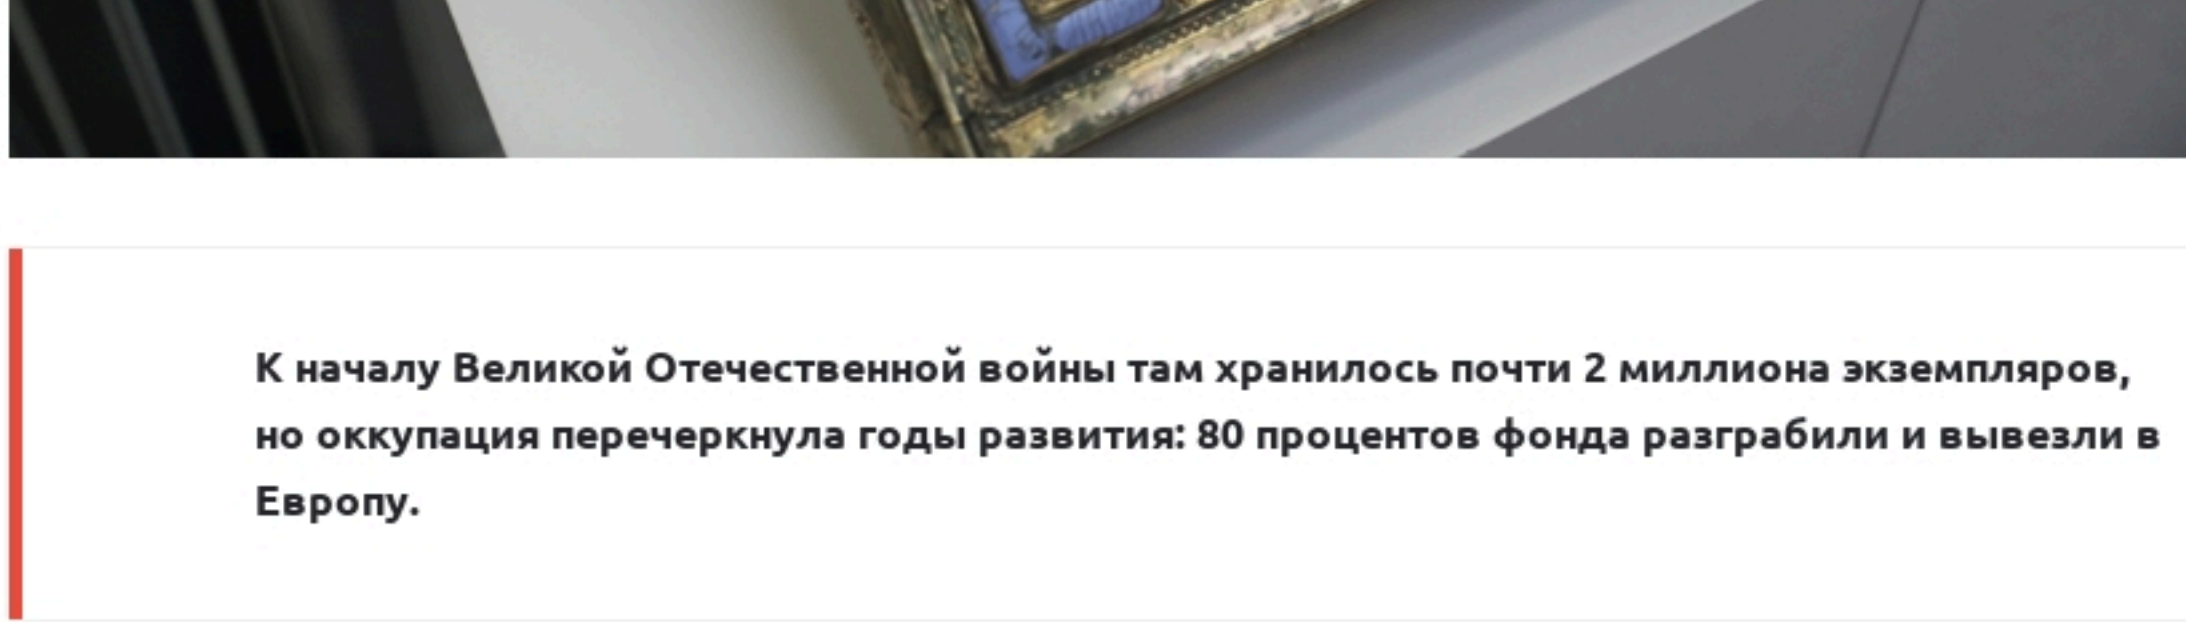 К началу Великой Отечественной войны там хранилось почти 2 миллиона экземпляров,
но оккупация перечеркнула годы развития: 80 процентов фонда разграбили и вывезли в
Европу.